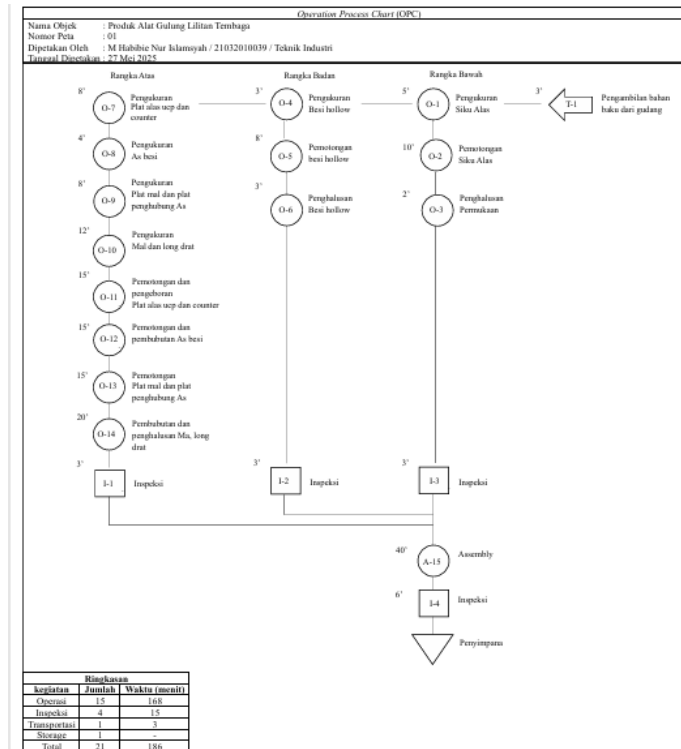 Operation Process Chart (OPC)
Nama Objek : Produk Alat Gulung Lilitan Tembaga
Nomor Peta : 01
Dipetakan Oleh : M Habibie Nur Islamsyah / 21032010039 / Teknik Industri
Tanggal Dipetakan : 27 Mei 2025
Rangka Atas
Rangka Badan
Rangka Bawah
8'
O-7
Pengukuran
Plat alas ucp dan
counter
3'
O-4
Pengukuran
Besi hollow
5'
O-1
Pengukuran
Siku Alas
3'
T-1
Pengambilan bahan
baku dari gudang
4'
O-8
Pengukuran
As besi
8'
O-5
Pemotongan
besi hollow
10'
O-2
Pemotongan
Siku Alas
8'
O-9
Pengukuran
Plat mal dan plat
penghubung As
3'
O-6
Penghalusan
Besi hollow
2'
O-3
Penghalusan
Permukaan
12'
O-10
Pengukuran
Mal dan long drat
15'
O-11
Pemotongan dan
pengeboran
Plat alas ucp dan counter
15'
O-12
Pemotongan dan
pembubutan As besi
15'
O-13
Pemotongan
Plat mal dan plat
penghubung As
20'
O-14
Pembubutan dan
penghalusan Ma, long
drat
3'
I-1
Inspeksi
3'
I-2
Inspeksi
3'
I-3
Inspeksi
40'
A-15
Assembly
6'
I-4
Inspeksi
Penyimpana
Ringkasan
kegiatan Jumlah Waktu (menit)
Operasi 15 168
Inspeksi 4 15
Transportasi 1 3
Storage 1 -
Total 21 186